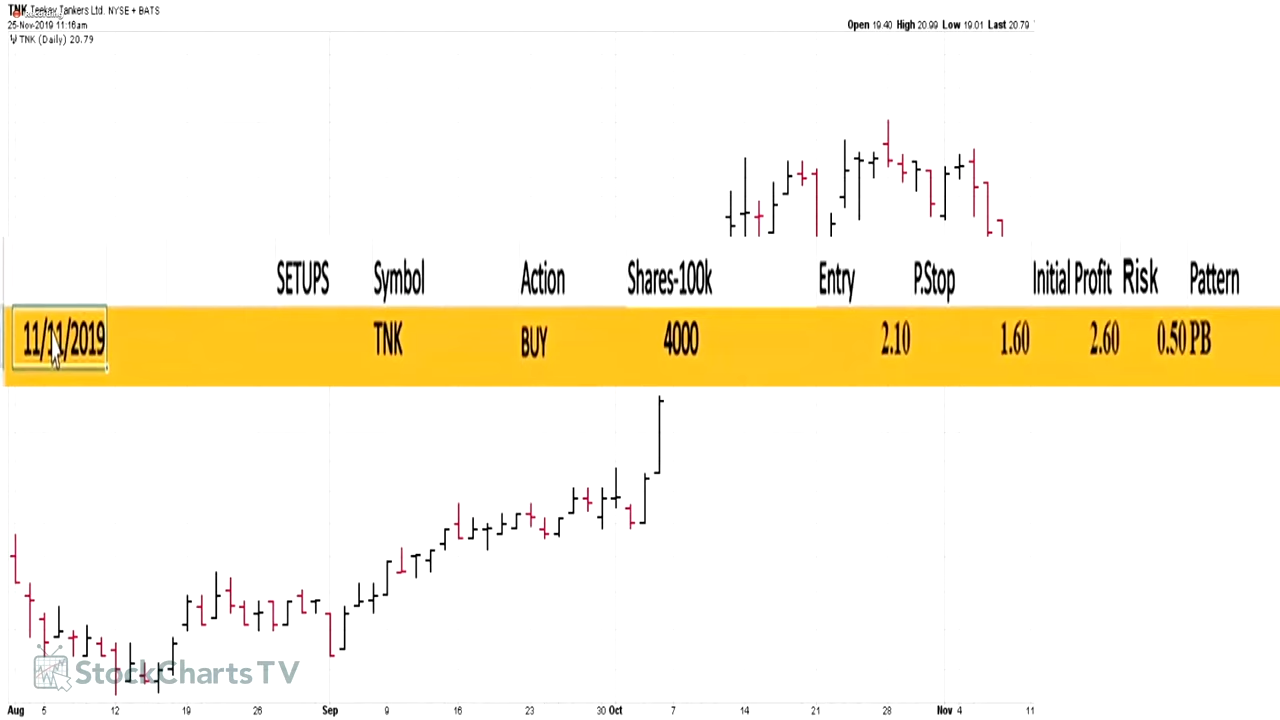 TNK Teekay Tankers Ltd. NYSE + BATS
25-Nov-2019 11:16am
Open 19.40 High 20.99 Low 19.01 Last 20.79
TNK (Daily) 20.79
SETUPS Symbol Action Shares-100k Entry P.Stop Initial Profit Risk Pattern
11/11/2019 TNK BUY 4000 2.10 1.60 2.60 0.50 PB
StockCharts TV
Aug 5 12 19 26 Sep 9 16 23 30 Oct 7 14 21 28 Nov 4 11